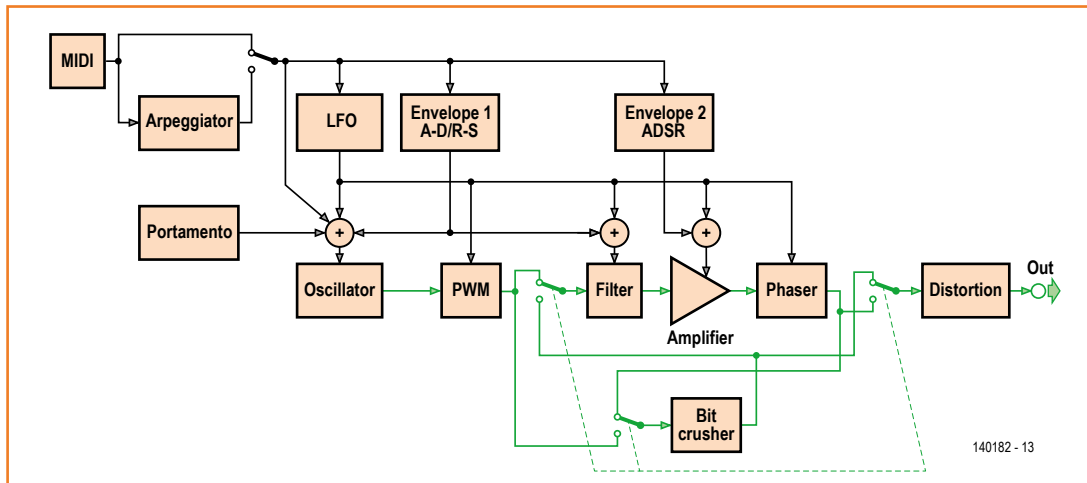 MIDI
Arpeggiator
LFO
Envelope 1
A-D/R-S
Envelope 2
ADSR
Portamento
+
+
+
Oscillator
PWM
Filter
Amplifier
Phaser
Distortion
Out
Bit
crusher
140182 - 13